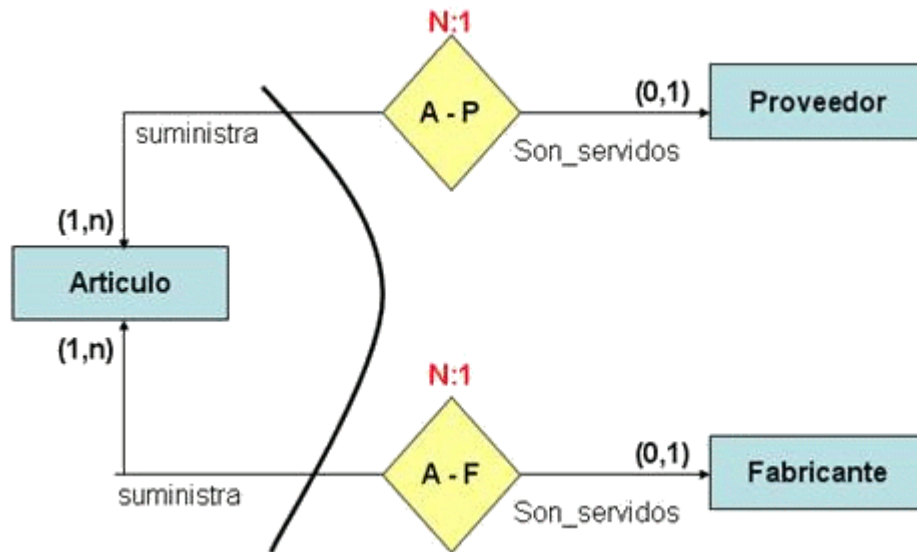 N:1
A - P
(0,1)
Proveedor
suministra
Son_servidos
(1,n)
Articulo
(1,n)
N:1
A - F
(0,1)
Fabricante
suministra
Son_servidos